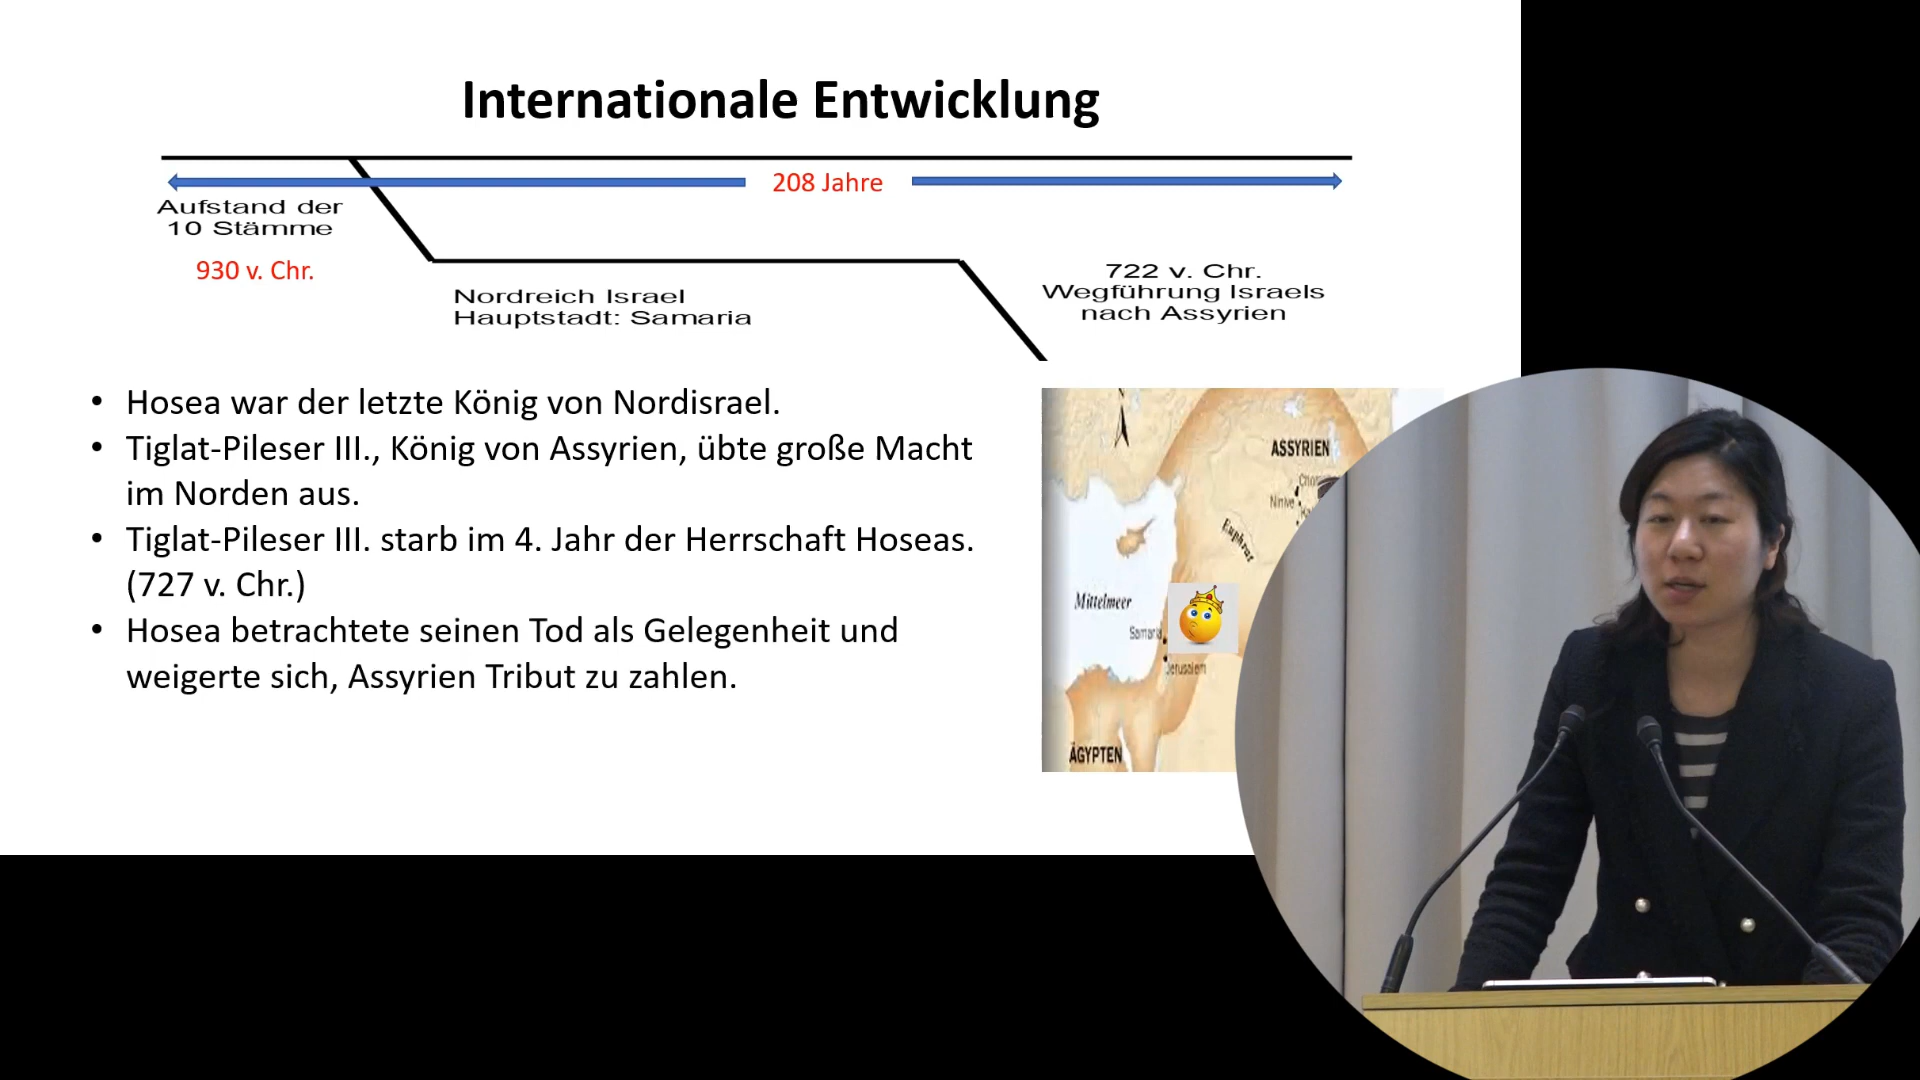 Internationale Entwicklung
208 Jahre
Aufstand der
10 Stämme
930 v. Chr.
Nordreich Israel
Hauptstadt: Samaria
722 v. Chr.
Wegführung Israels
nach Assyrien
• Hosea war der letzte König von Nordisrael.
• Tiglat-Pileser III., König von Assyrien, übte große Macht
im Norden aus.
• Tiglat-Pileser III. starb im 4. Jahr der Herrschaft Hoseas.
(727 v. Chr.)
• Hosea betrachtete seinen Tod als Gelegenheit und
weigerte sich, Assyrien Tribut zu zahlen.
ASSYRIEN
Ninive
Euphrat
Mittelmeer
Samaria
Jerusalem
ÄGYPTEN